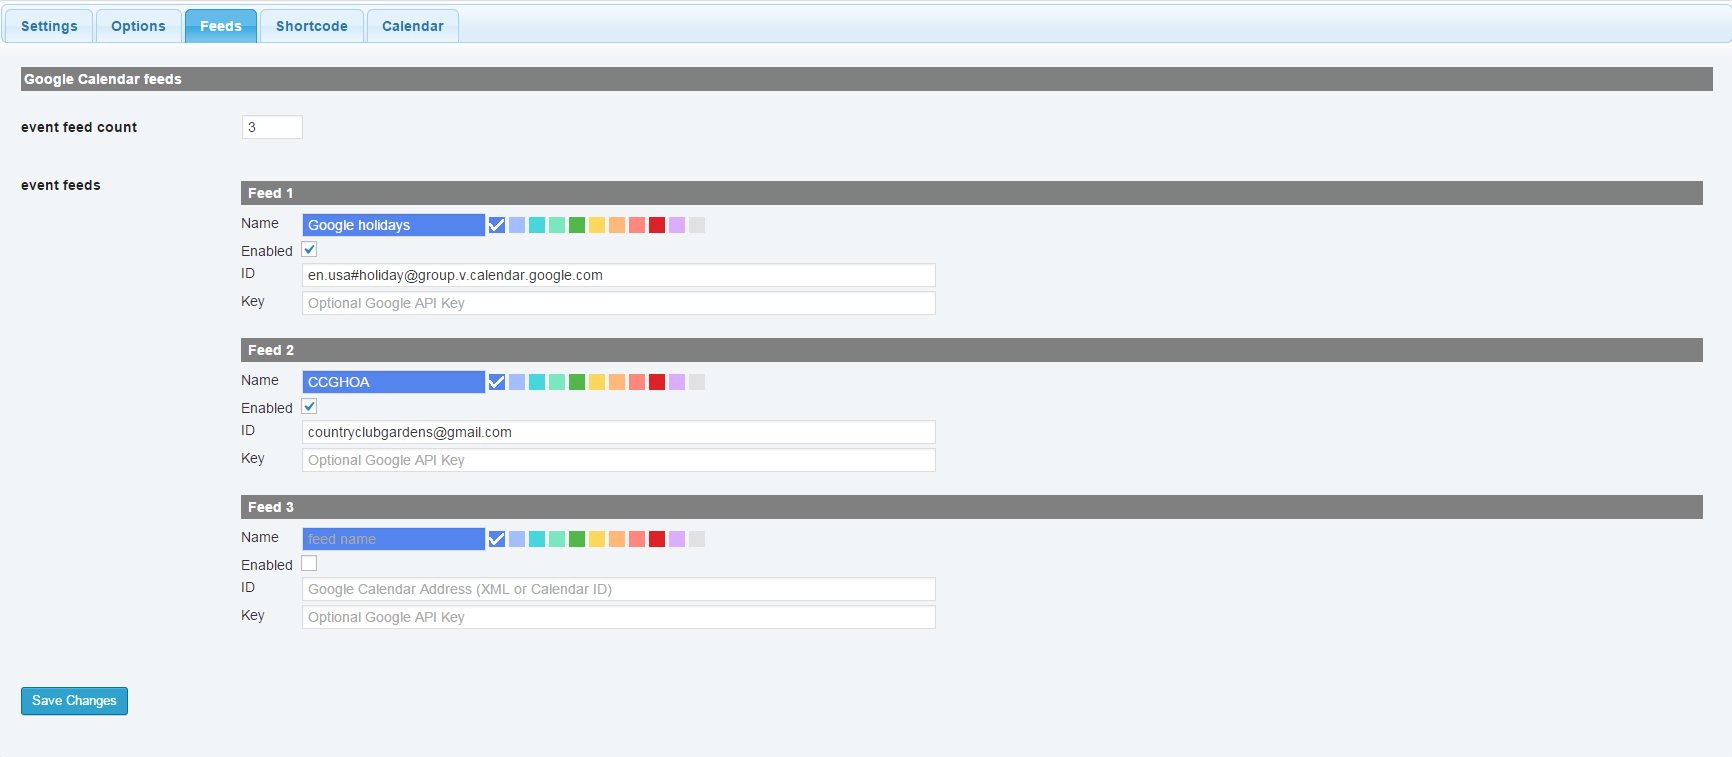 Settings Options Feeds Shortcode Calendar
Google Calendar feeds
event feed count 3
event feeds
Feed 1
Name Google holidays
Enabled
ID en.usa#holiday@group.v.calendar.google.com
Key Optional Google API Key
Feed 2
Name CCGHOA
Enabled
ID countryclubgardens@gmail.com
Key Optional Google API Key
Feed 3
Name feed name
Enabled
ID Google Calendar Address (XML or Calendar ID)
Key Optional Google API Key
Save Changes